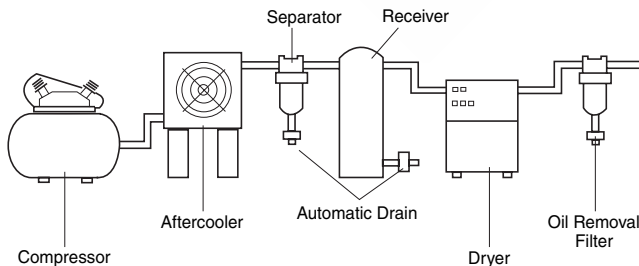 Separator
Receiver
Aftercooler
Automatic Drain
Oil Removal
Filter
Compressor
Dryer